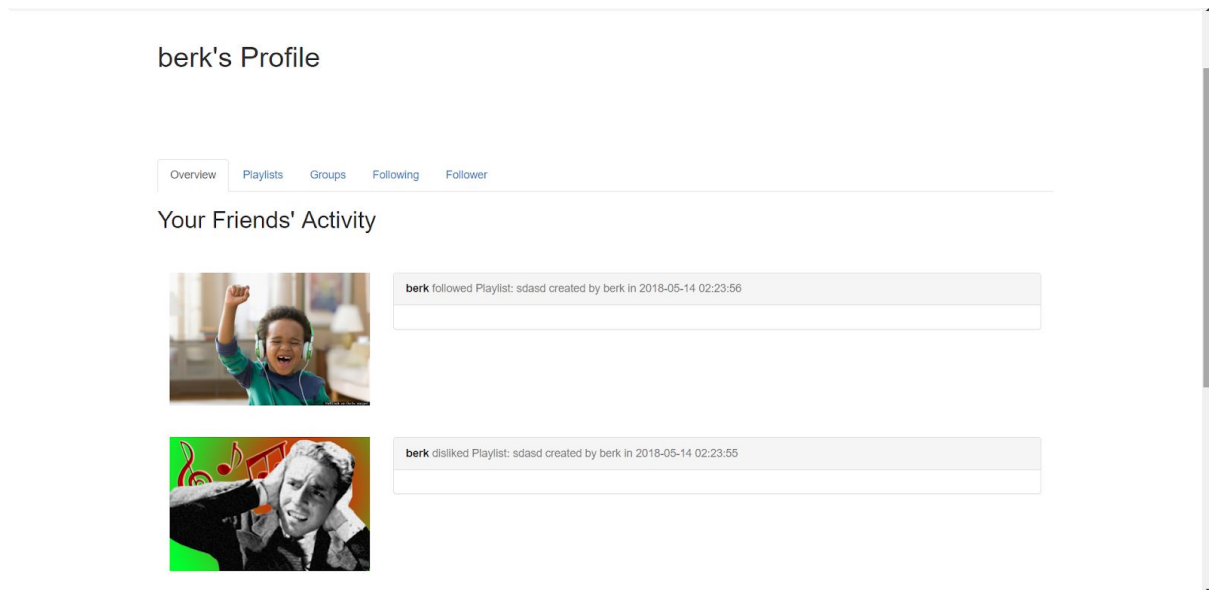 berk's Profile
Overview Playlists Groups Following Follower
Your Friends' Activity
berk followed Playlist: sdasd created by berk in 2018-05-14 02:23:56
berk disliked Playlist: sdasd created by berk in 2018-05-14 02:23:55